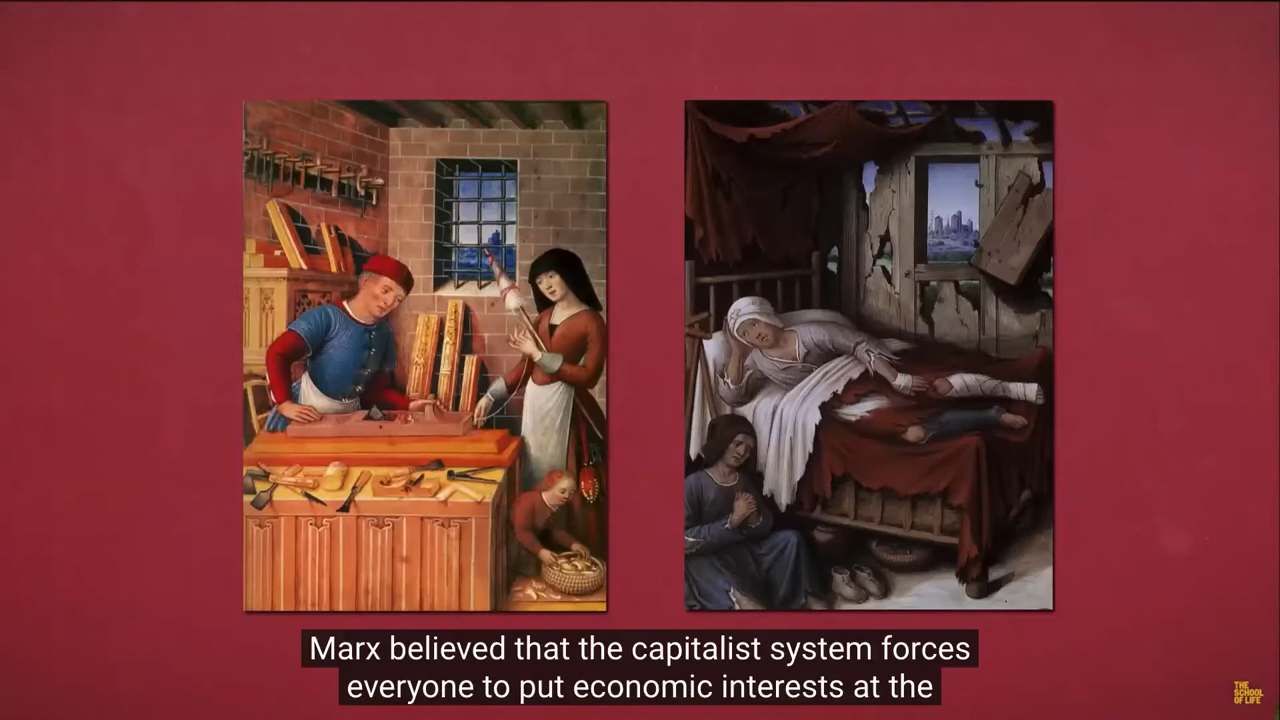 Marx believed that the capitalist system forces
everyone to put economic interests at the
THE
SCHOOL
OF LIFE